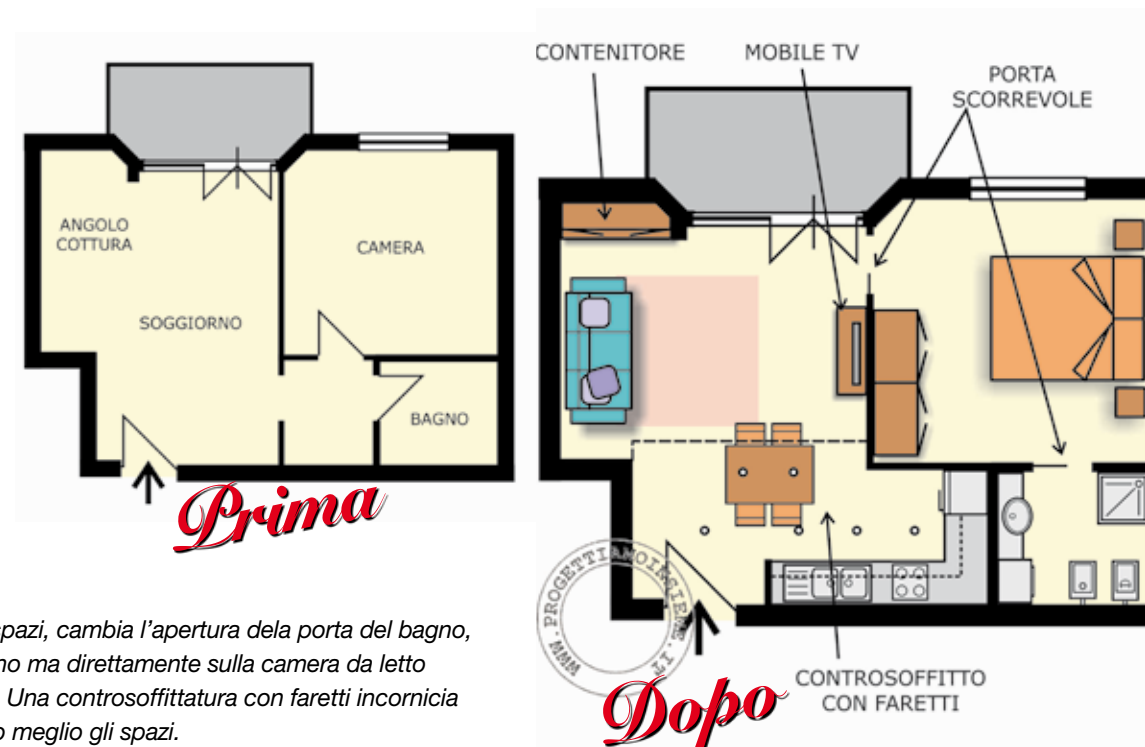 CONTENITORE
MOBILE TV
PORTA
SCORREVOLE
ANGOLO
COTTURA
CAMERA
SOGGIORNO
BAGNO
Prima
WWW.PROGETTIAMOINSIEME.IT
CONTROSOFFITTO
CON FARETTI
Dopo
spazi, cambia l’apertura dela porta del bagno,
no ma direttamente sulla camera da letto
Una controsoffittatura con faretti incornicia
o meglio gli spazi.